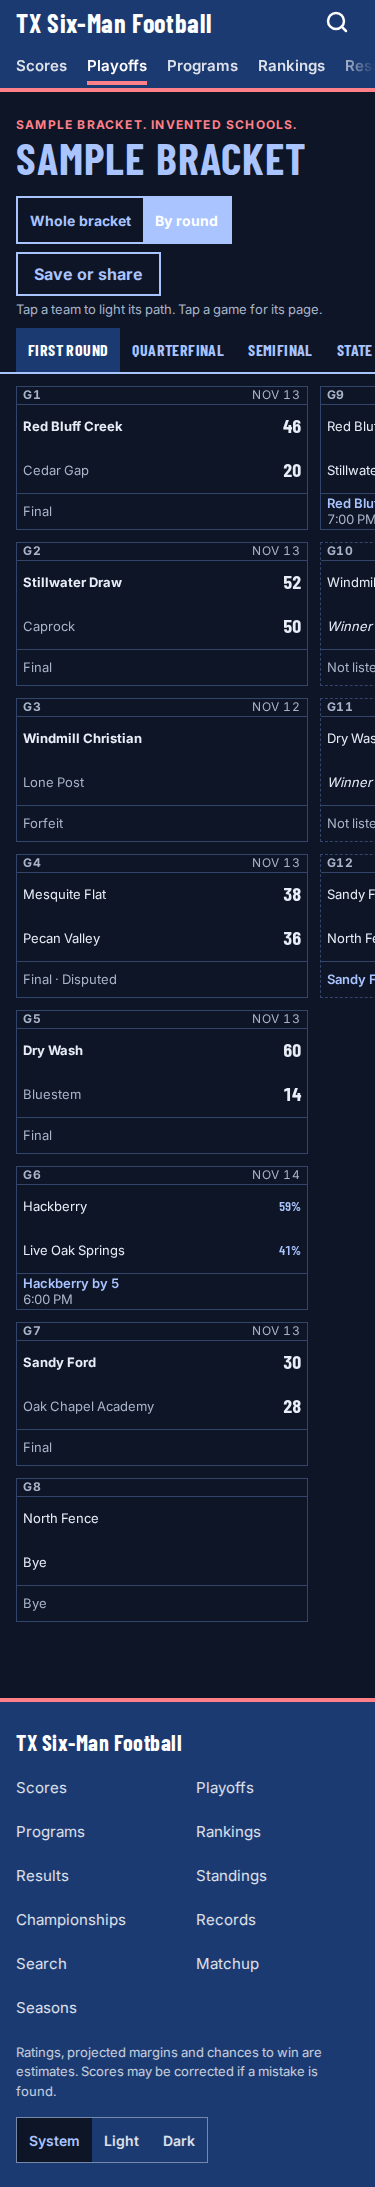 TX Six-Man Football
Scores Playoffs Programs Rankings
SAMPLE BRACKET. INVENTED SCHOOLS.
SAMPLE BRACKET
Whole bracket By round
Save or share
Tap a team to light its path. Tap a game for its page.
FIRST ROUND QUARTERFINAL SEMIFINAL STATE
G1 NOV 13
Red Bluff Creek 46
Cedar Gap 20
Final
G2 NOV 13
Stillwater Draw 52
Caprock 50
Final
G3 NOV 12
Windmill Christian
Lone Post
Forfeit
G4 NOV 13
Mesquite Flat 38
Pecan Valley 36
Final · Disputed
G5 NOV 13
Dry Wash 60
Bluestem 14
Final
G6 NOV 14
Hackberry 59%
Live Oak Springs 41%
Hackberry by 5
6:00 PM
G7 NOV 13
Sandy Ford 30
Oak Chapel Academy 28
Final
G8
North Fence
Bye
Bye
G9
Red
7:00 PM
G10
Winner
Not
G11
Dry
Winner
Not
G12
Sandy
North
Sandy
TX Six-Man Football
Scores Playoffs
Programs Rankings
Results Standings
Championships Records
Search Matchup
Seasons
Ratings, projected margins and chances to win are
estimates. Scores may be corrected if a mistake is
found.
System Light Dark